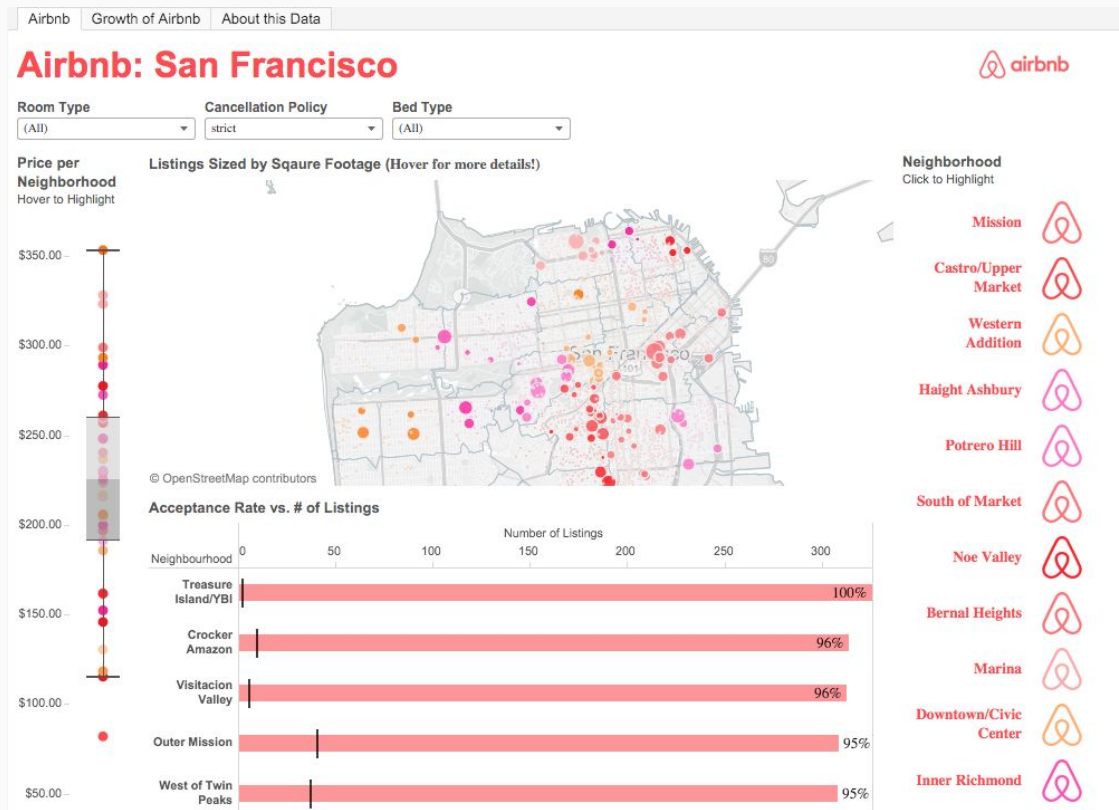 Airbnb
Growth of Airbnb
About this Data
Airbnb: San Francisco
airbnb
Room Type
Cancellation Policy
Bed Type
(All)
strict
(All)
Price per
Neighborhood
Hover to Highlight
$350.00
$300.00
$250.00
$200.00
$150.00
$100.00
$50.00
Listings Sized by Sqaure Footage (Hover for more details!)
80
San Francisco
101
© OpenStreetMap contributors
Acceptance Rate vs. # of Listings
Number of Listings
Neighbourhood
0
50
100
150
200
250
300
Treasure
Island/YBI
100%
Crocker
Amazon
96%
Visitacion
Valley
96%
Outer Mission
95%
West of Twin
Peaks
95%
Neighborhood
Click to Highlight
Mission
Castro/Upper
Market
Western
Addition
Haight Ashbury
Potrero Hill
South of Market
Noe Valley
Bernal Heights
Marina
Downtown/Civic
Center
Inner Richmond